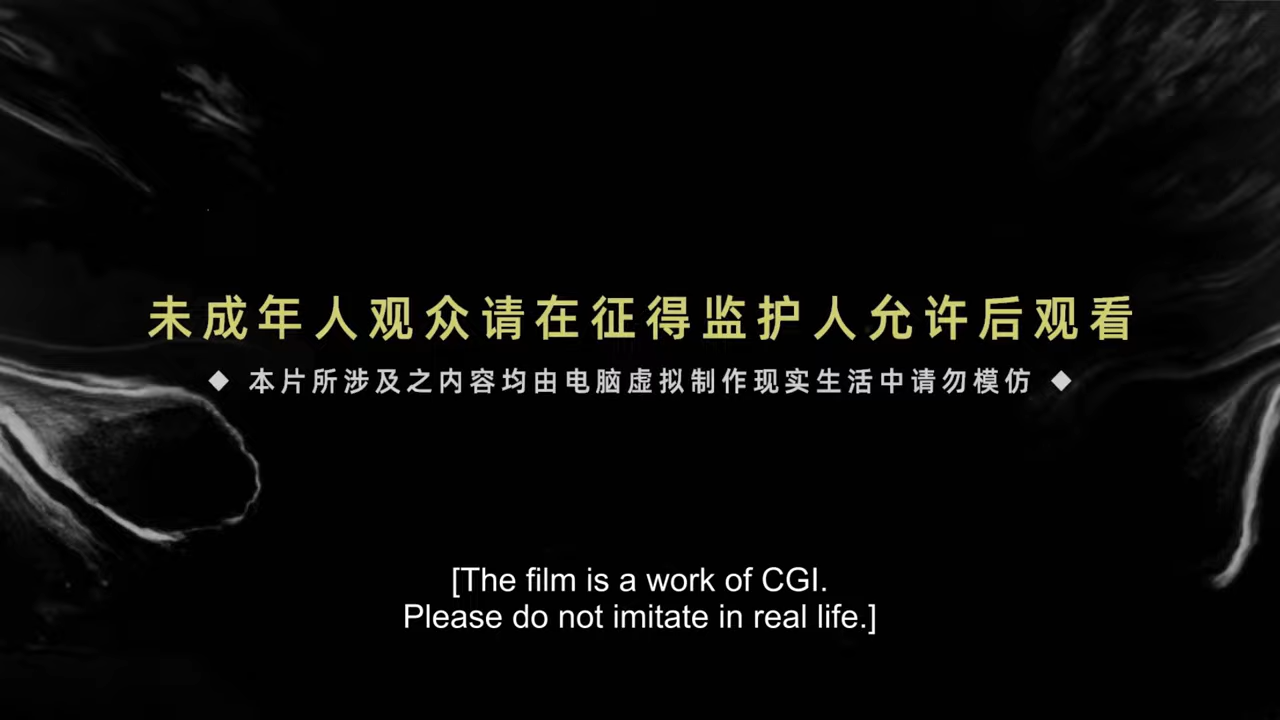 未成年人观众请在征得监护人允许后观看
◆ 本片所涉及之内容均由电脑虚拟制作现实生活中请勿模仿 ◆
[The film is a work of CGI.
Please do not imitate in real life.]